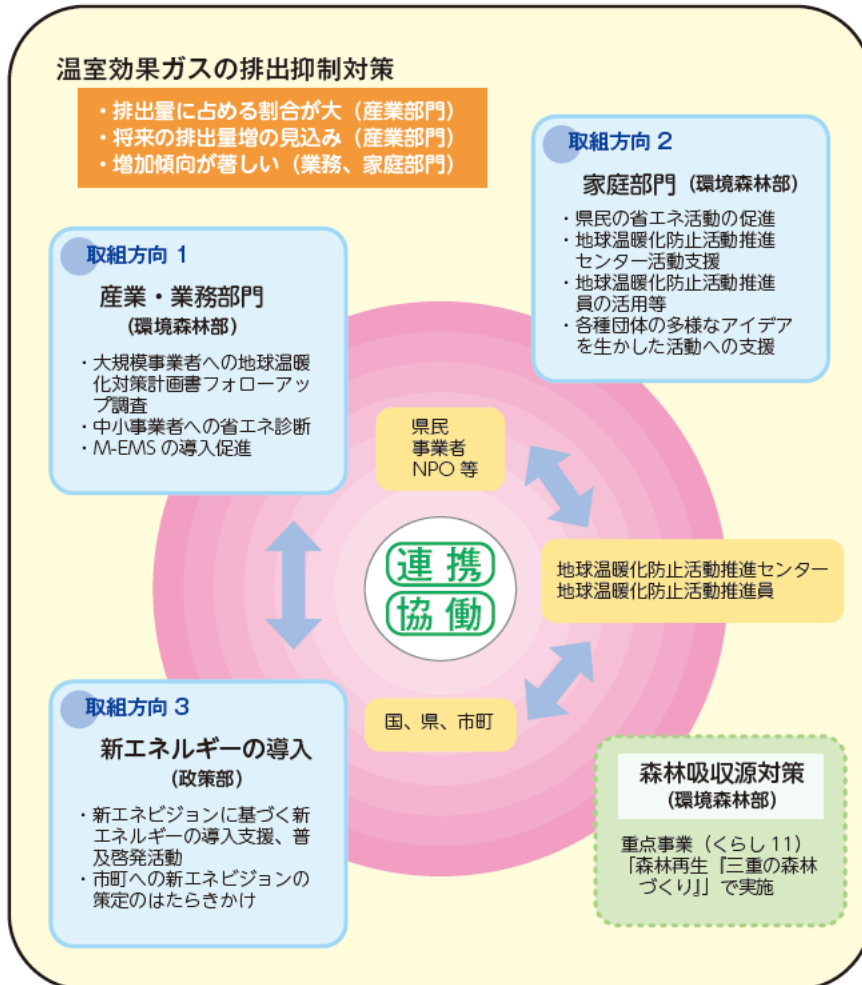 温室効果ガスの排出抑制対策
・排出量に占める割合が大（産業部門）
・将来の排出量増の見込み（産業部門）
・増加傾向が著しい（業務、家庭部門）
取組方向 1
産業・業務部門
(環境森林部)
・大規模事業者への地球温暖
化対策計画書フォローアッ
プ調査
・中小事業者への省エネ診断
・M-EMS の導入促進
取組方向 2
家庭部門 (環境森林部)
・県民の省エネ活動の促進
・地球温暖化防止活動推進
センター活動支援
・地球温暖化防止活動推進
員の活用等
・各種団体の多様なアイデア
を生かした活動への支援
県民
事業者
NPO 等
連携
協働
地球温暖化防止活動推進センター
地球温暖化防止活動推進員
国、県、市町
取組方向 3
新エネルギーの導入
(政策部)
・新エネビジョンに基づく新
エネルギーの導入支援、普
及啓発活動
・市町への新エネビジョンの
策定のはたらきかけ
森林吸収源対策
(環境森林部)
重点事業（くらし 11）
「森林再生『三重の森林
づくり』」で実施